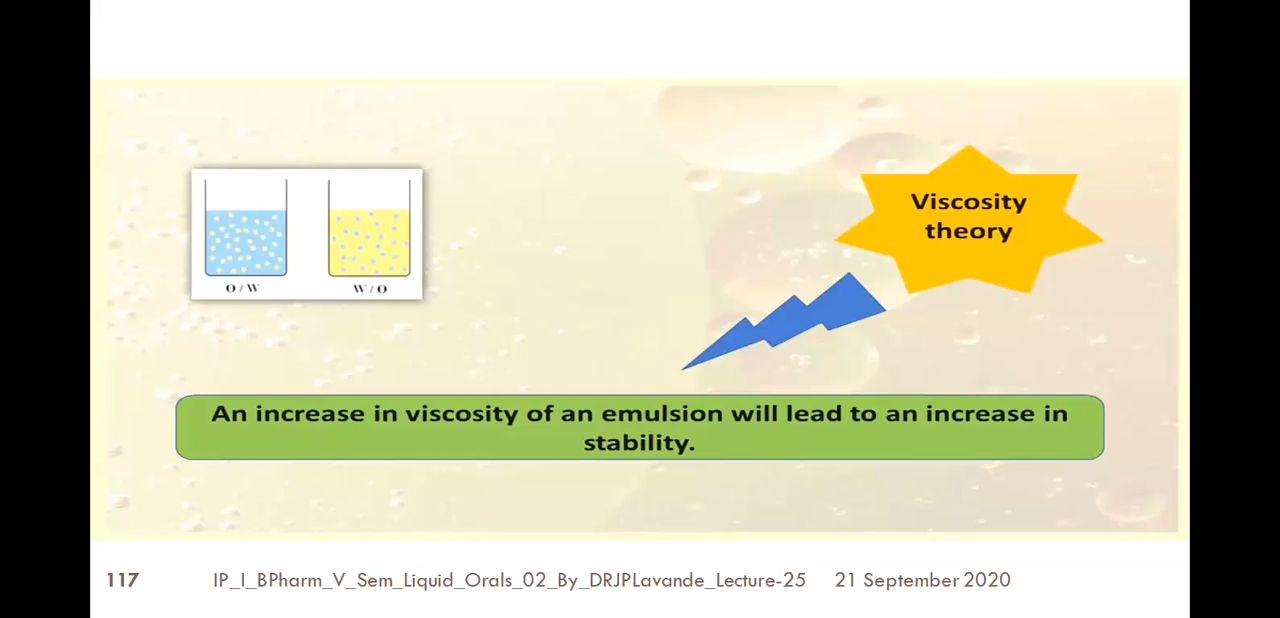 Viscosity
theory
O / W
W / O
An increase in viscosity of an emulsion will lead to an increase in
stability.
117 IP_I_BPharm_V_Sem_Liquid_Orals_02_By_DRJPLavande_Lecture-25 21 September 2020